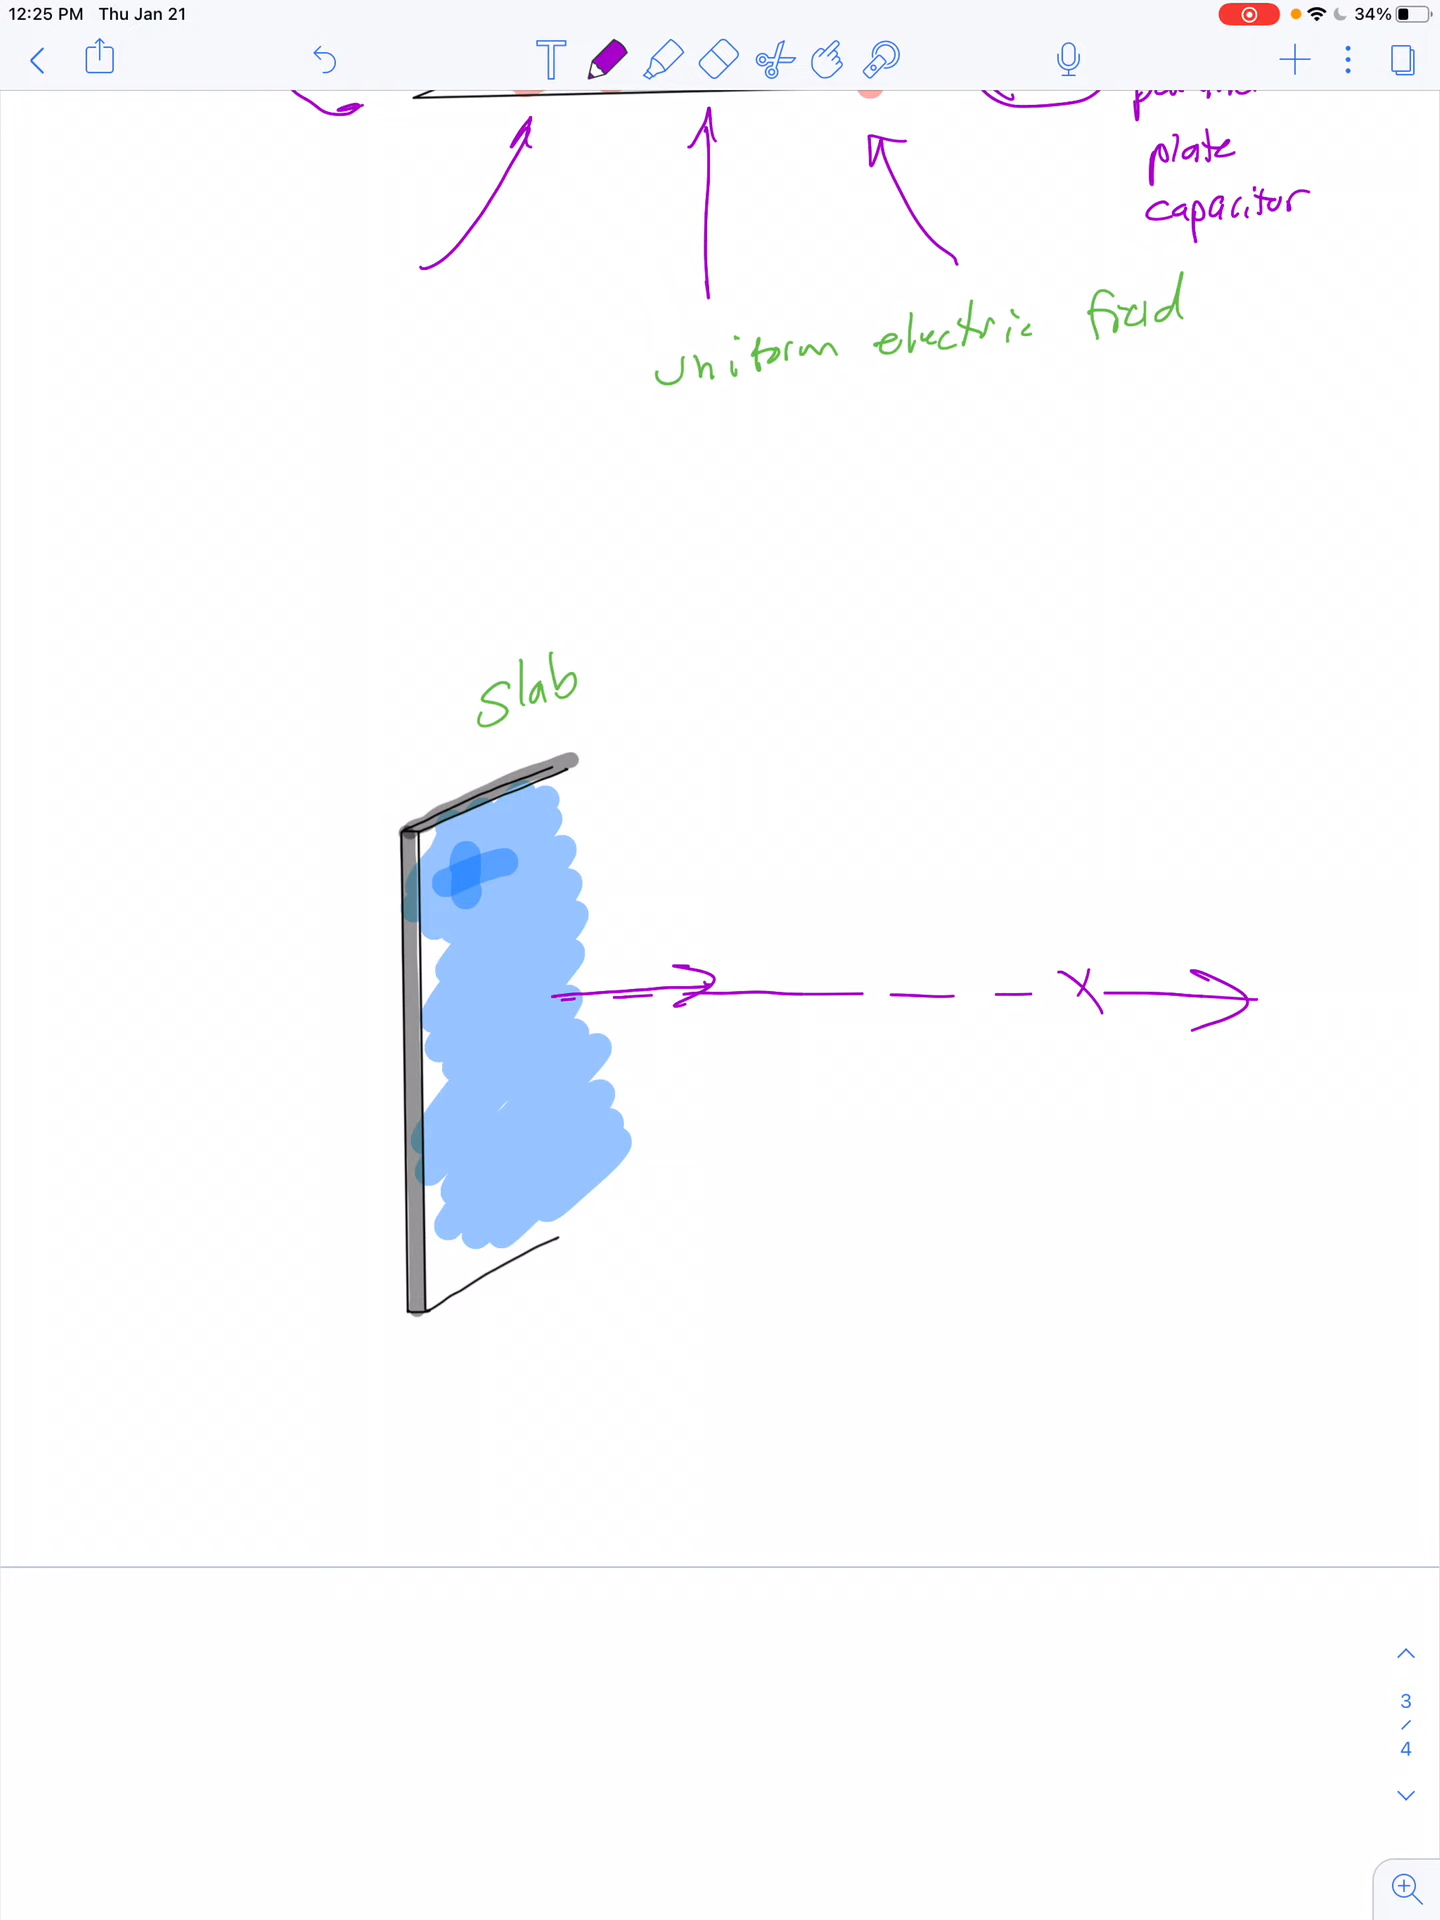 12:25 PM Thu Jan 21
34%
T
plate
capacitor
uniform electric field
slab
+
x
3
/
4